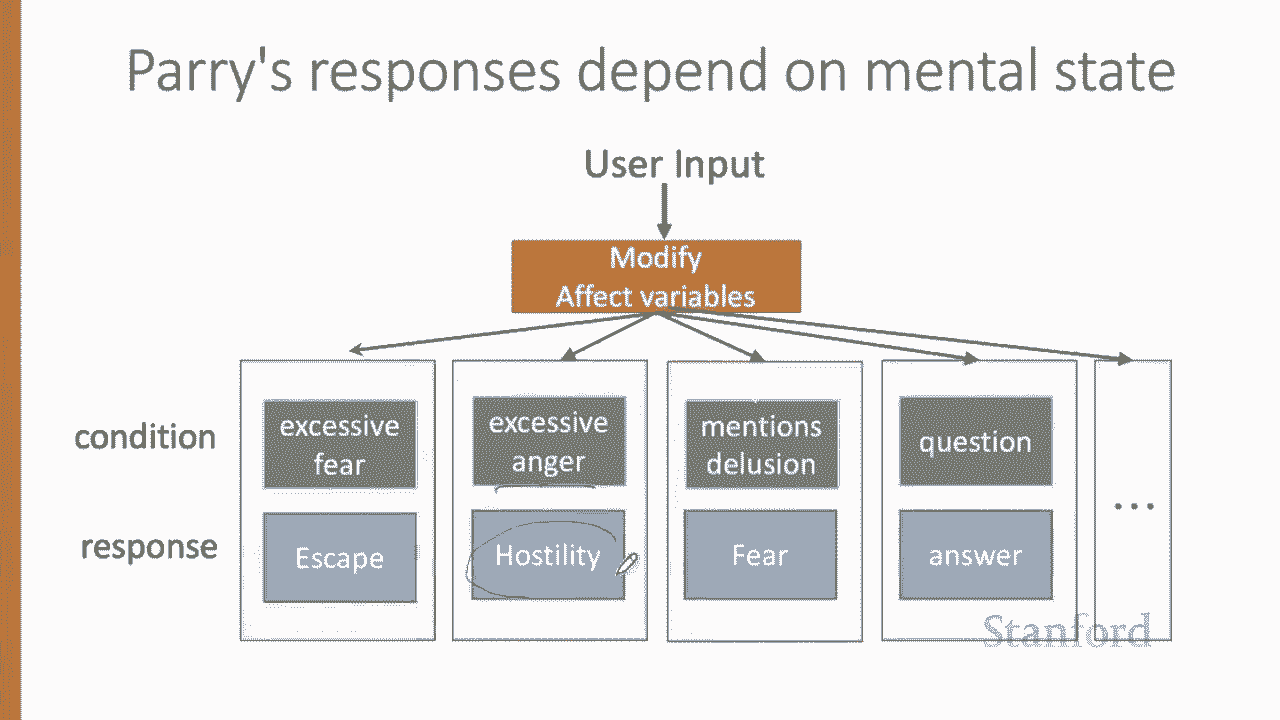 Parry's responses depend on mental state
User Input
Modify
Affect variables
condition
excessive
fear
excessive
anger
mentions
delusion
question
...
response
Escape
Hostility
Fear
answer
Stanford